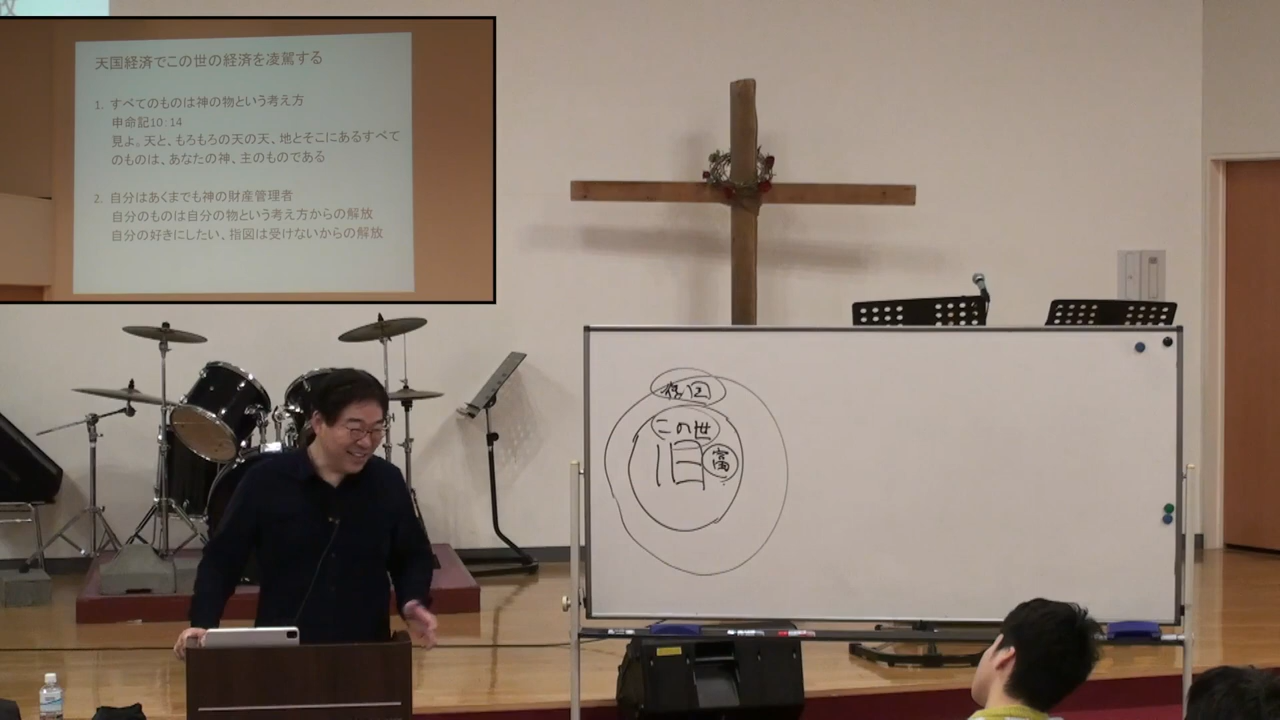 天国経済でこの世の経済を凌駕する
1. すべてのものは神の物という考え方
申命記10:14
見よ。天と、もろもろの天の天、地とそこにあるすべて
のものは、あなたの神、主のものである
2. 自分はあくまでも神の財産管理者
自分のものは自分の物という考え方からの解放
自分の好きにしたい、指図は受けないからの解放
この世
旧
富